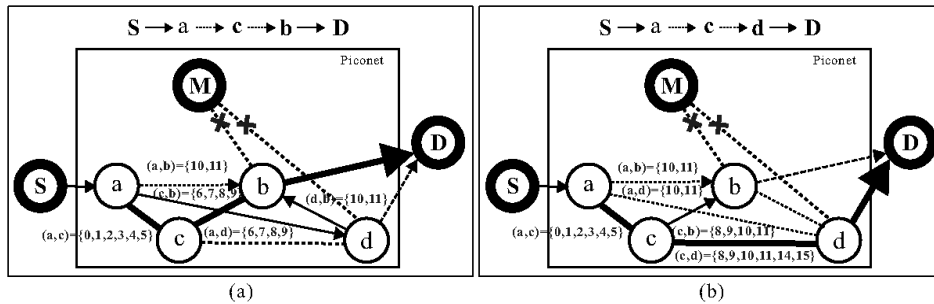 S → a ⇢ c ⇢ b → D
Piconet
M
D
(a,b)={10,11}
S
a
b
(c,b)={6,7,8,9}
(d,b)={10,11}
(a,c)={0,1,2,3,4,5}
c
(a,d)={6,7,8,9}
d
(a)
S → a ⇢ c ⇢ d → D
Piconet
M
D
(a,b)={10,11}
S
a
b
(a,d)={10,11}
(a,c)={0,1,2,3,4,5}
c
(c,b)={8,9,10,11}
d
(c,d)={8,9,10,11,14,15}
(b)